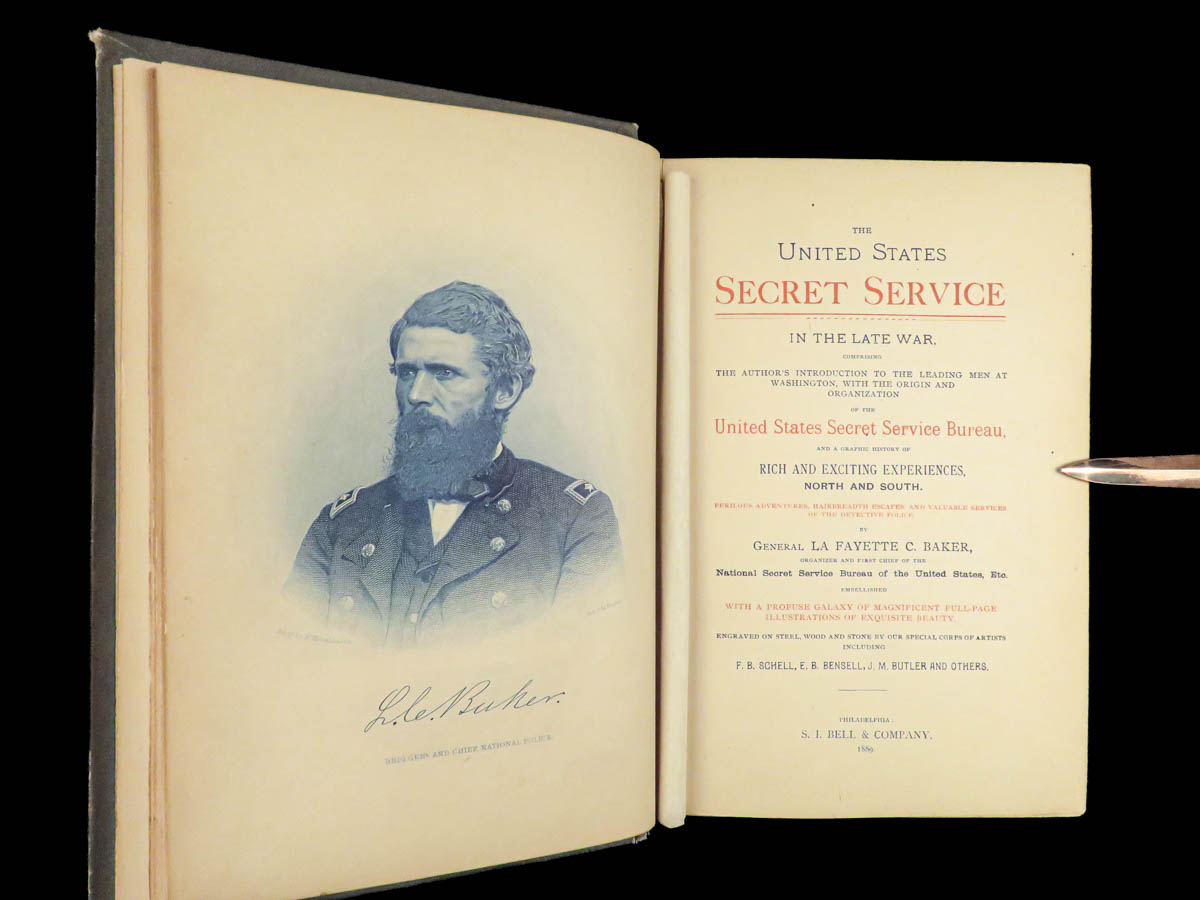 L. C. Baker.
BRIG. GEN. AND CHIEF NATIONAL POLICE.
THE
UNITED STATES
SECRET SERVICE
IN THE LATE WAR,
COMPRISING
THE AUTHOR'S INTRODUCTION TO THE LEADING MEN AT
WASHINGTON, WITH THE ORIGIN AND
ORGANIZATION
OF THE
United States Secret Service Bureau,
AND A GRAPHIC HISTORY OF
RICH AND EXCITING EXPERIENCES,
NORTH AND SOUTH.
PERILOUS ADVENTURES, HAIRBREADTH ESCAPES, AND VALUABLE SERVICES
OF THE DETECTIVE POLICE.
BY
GENERAL LA FAYETTE C. BAKER,
ORGANIZER AND FIRST CHIEF OF THE
National Secret Service Bureau of the United States, Etc.
EMBELLISHED
WITH A PROFUSE GALAXY OF MAGNIFICENT FULL-PAGE
ILLUSTRATIONS OF EXQUISITE BEAUTY.
ENGRAVED ON STEEL, WOOD AND STONE BY OUR SPECIAL CORPS OF ARTISTS
INCLUDING
F. B. SCHELL, E. B. BENSELL, J. M. BUTLER AND OTHERS.
PHILADELPHIA:
S. I. BELL & COMPANY.
1889.